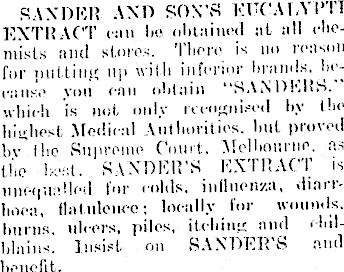 SANDER AND SON'S EUCALYPTI
EXTRACT can be obtained at all che-
mists and stores. There is no reason
for putting up with inferior brands, be-
cause you can obtain "SANDERS,"
which is not only recognised by the
highest Medical Authorities, but proved
by the Supreme Court, Melbourne, as
the best. SANDER'S EXTRACT is
unequalled for colds, influenza, diarr-
hoea, flatulence; locally for wounds,
burns, ulcers, piles, itching and chil-
blains. Insist on SANDER'S and
benefit.